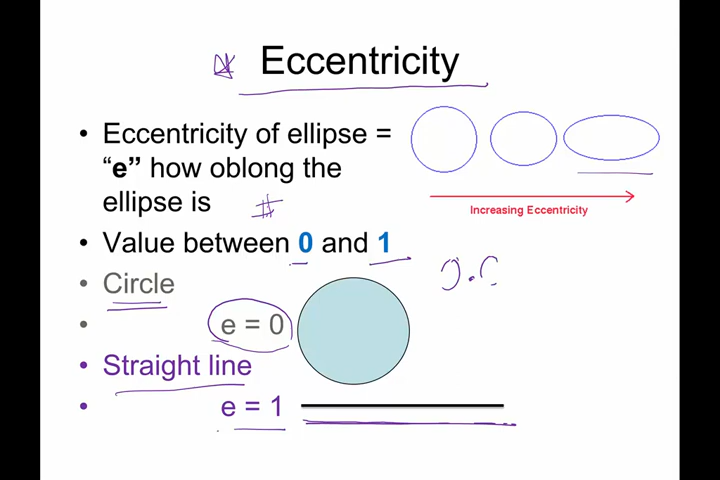 Eccentricity
• Eccentricity of ellipse =
“e” how oblong the
ellipse is
#
Increasing Eccentricity
• Value between 0 and 1
• Circle
• e = 0
• Straight line
• e = 1